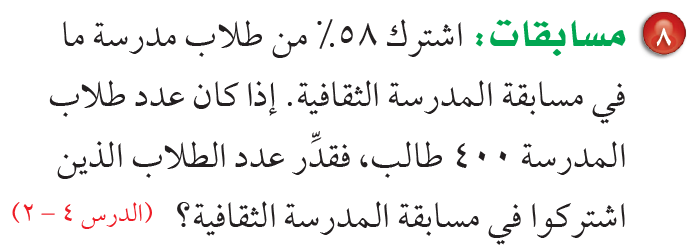 ٨ مسابقات: اشترك ٥٨٪ من طلاب مدرسة ما
في مسابقة المدرسة الثقافية. إذا كان عدد طلاب
المدرسة ٤٠٠ طالب، فقدِّر عدد الطلاب الذين
اشتركوا في مسابقة المدرسة الثقافية؟ (الدرس ٤ – ٢)